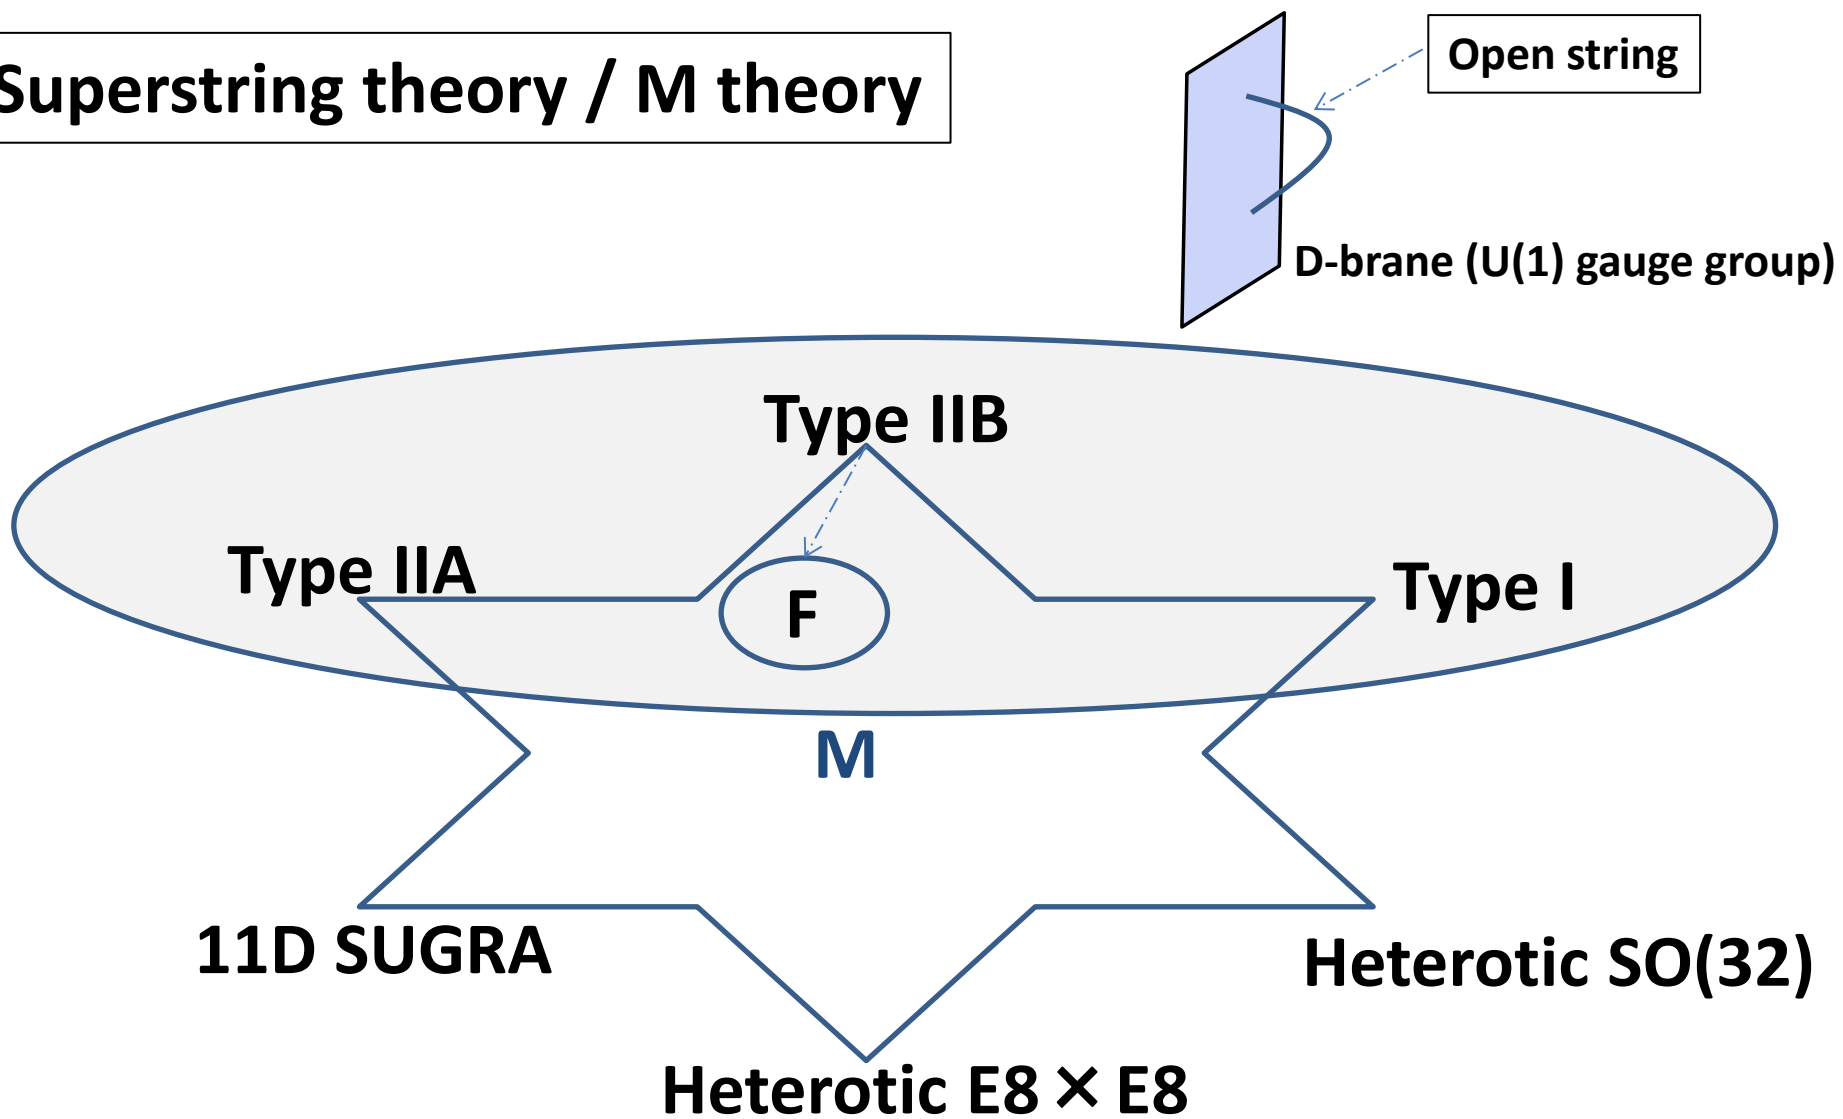 Superstring theory / M theory
Open string
D-brane (U(1) gauge group)
Type IIB
Type IIA
Type I
F
M
11D SUGRA
Heterotic SO(32)
Heterotic E8 × E8